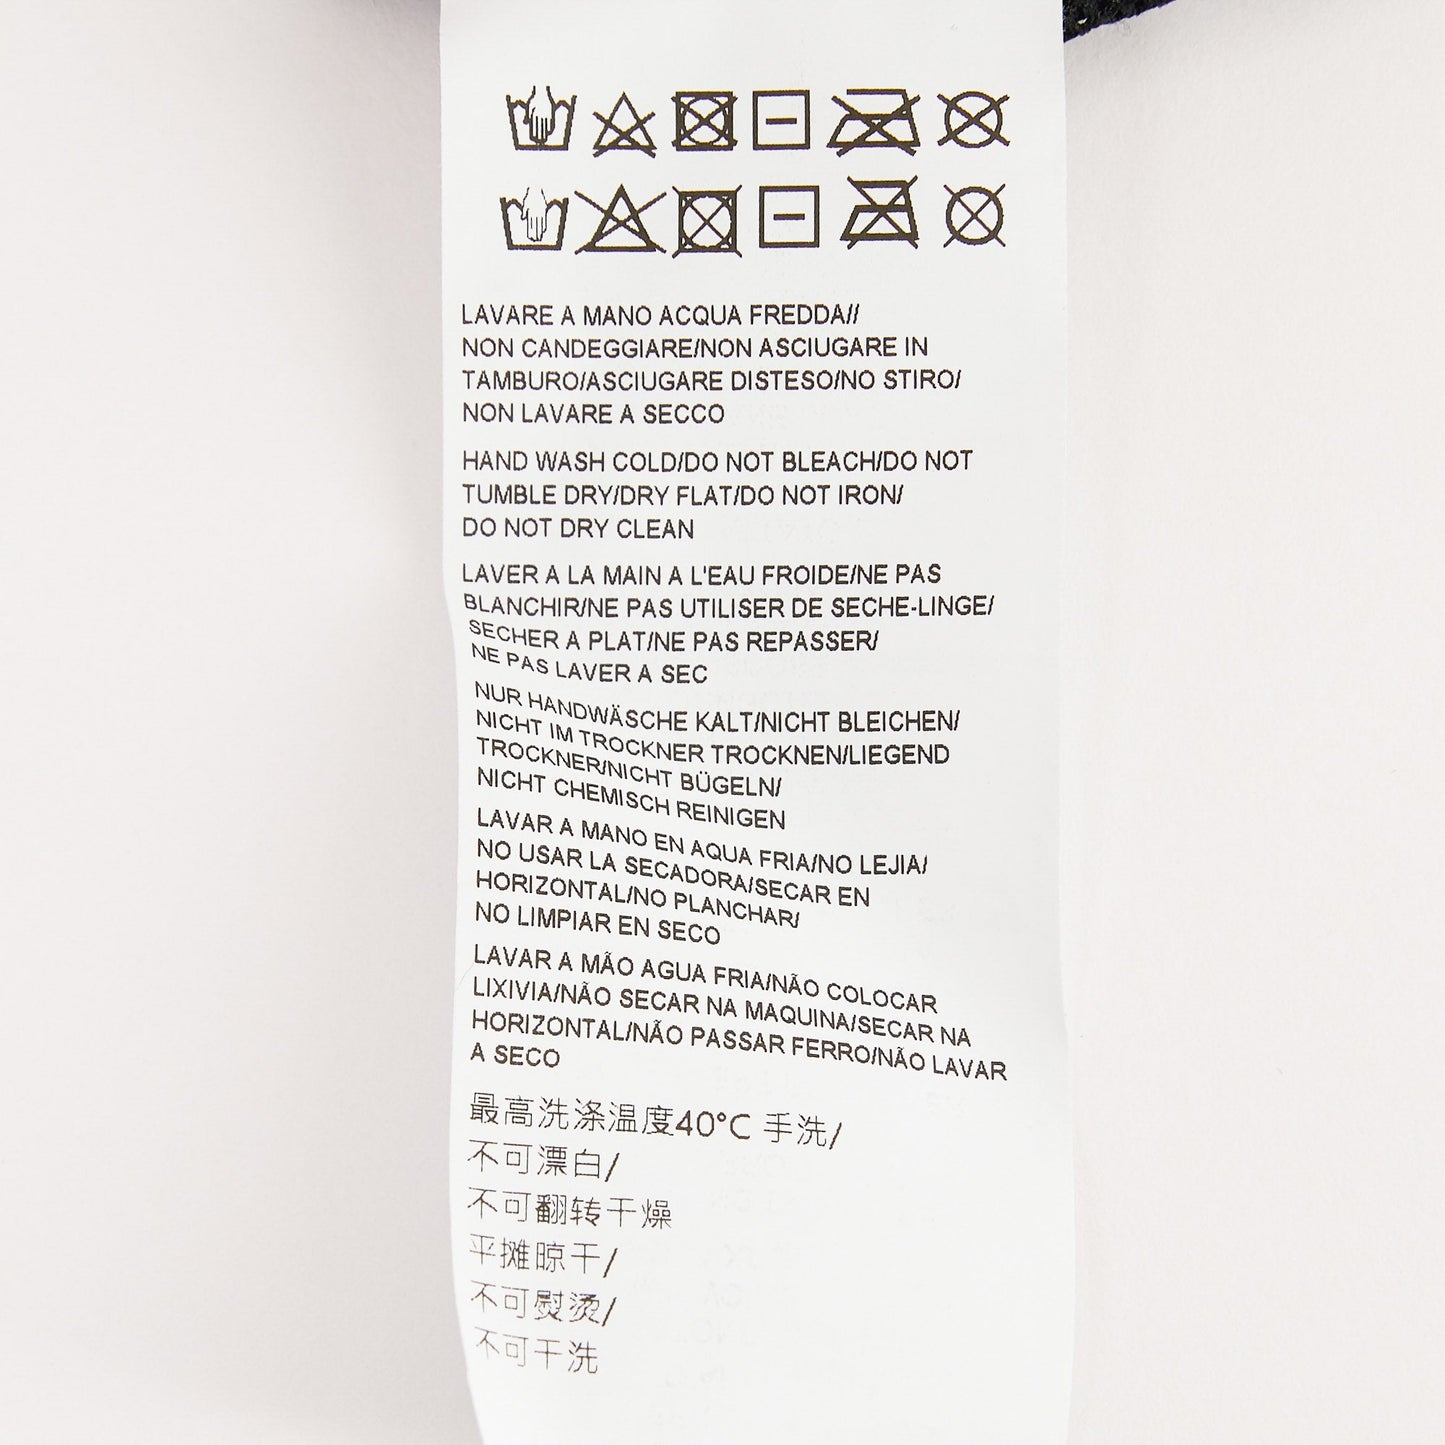 LAVARE A MANO ACQUA FREDDA//
NON CANDEGGIARE/NON ASCIUGARE IN
TAMBURO/ASCIUGARE DISTESO/NO STIRO/
NON LAVARE A SECCO
HAND WASH COLD/DO NOT BLEACH/DO NOT
TUMBLE DRY/DRY FLAT/DO NOT IRON/
DO NOT DRY CLEAN
LAVER A LA MAIN A L'EAU FROIDE/NE PAS
BLANCHIR/NE PAS UTILISER DE SECHE-LINGE/
SECHER A PLAT/NE PAS REPASSER/
NE PAS LAVER A SEC
NUR HANDWÄSCHE KALT/NICHT BLEICHEN/
NICHT IM TROCKNER TROCKNEN/LIEGEND
TROCKNER/NICHT BÜGELN/
NICHT CHEMISCH REINIGEN
LAVAR A MANO EN AQUA FRIA/NO LEJIA/
NO USAR LA SECADORA/SECAR EN
HORIZONTAL/NO PLANCHAR/
NO LIMPIAR EN SECO
LAVAR A MÃO AGUA FRIA/NÃO COLOCAR
LIXIVIA/NÃO SECAR NA MAQUINA/SECAR NA
HORIZONTAL/NÃO PASSAR FERRO/NÃO LAVAR
A SECO
最高洗涤温度40°C 手洗/
不可漂白/
不可翻转干燥
平摊晾干/
不可熨烫/
不可干洗